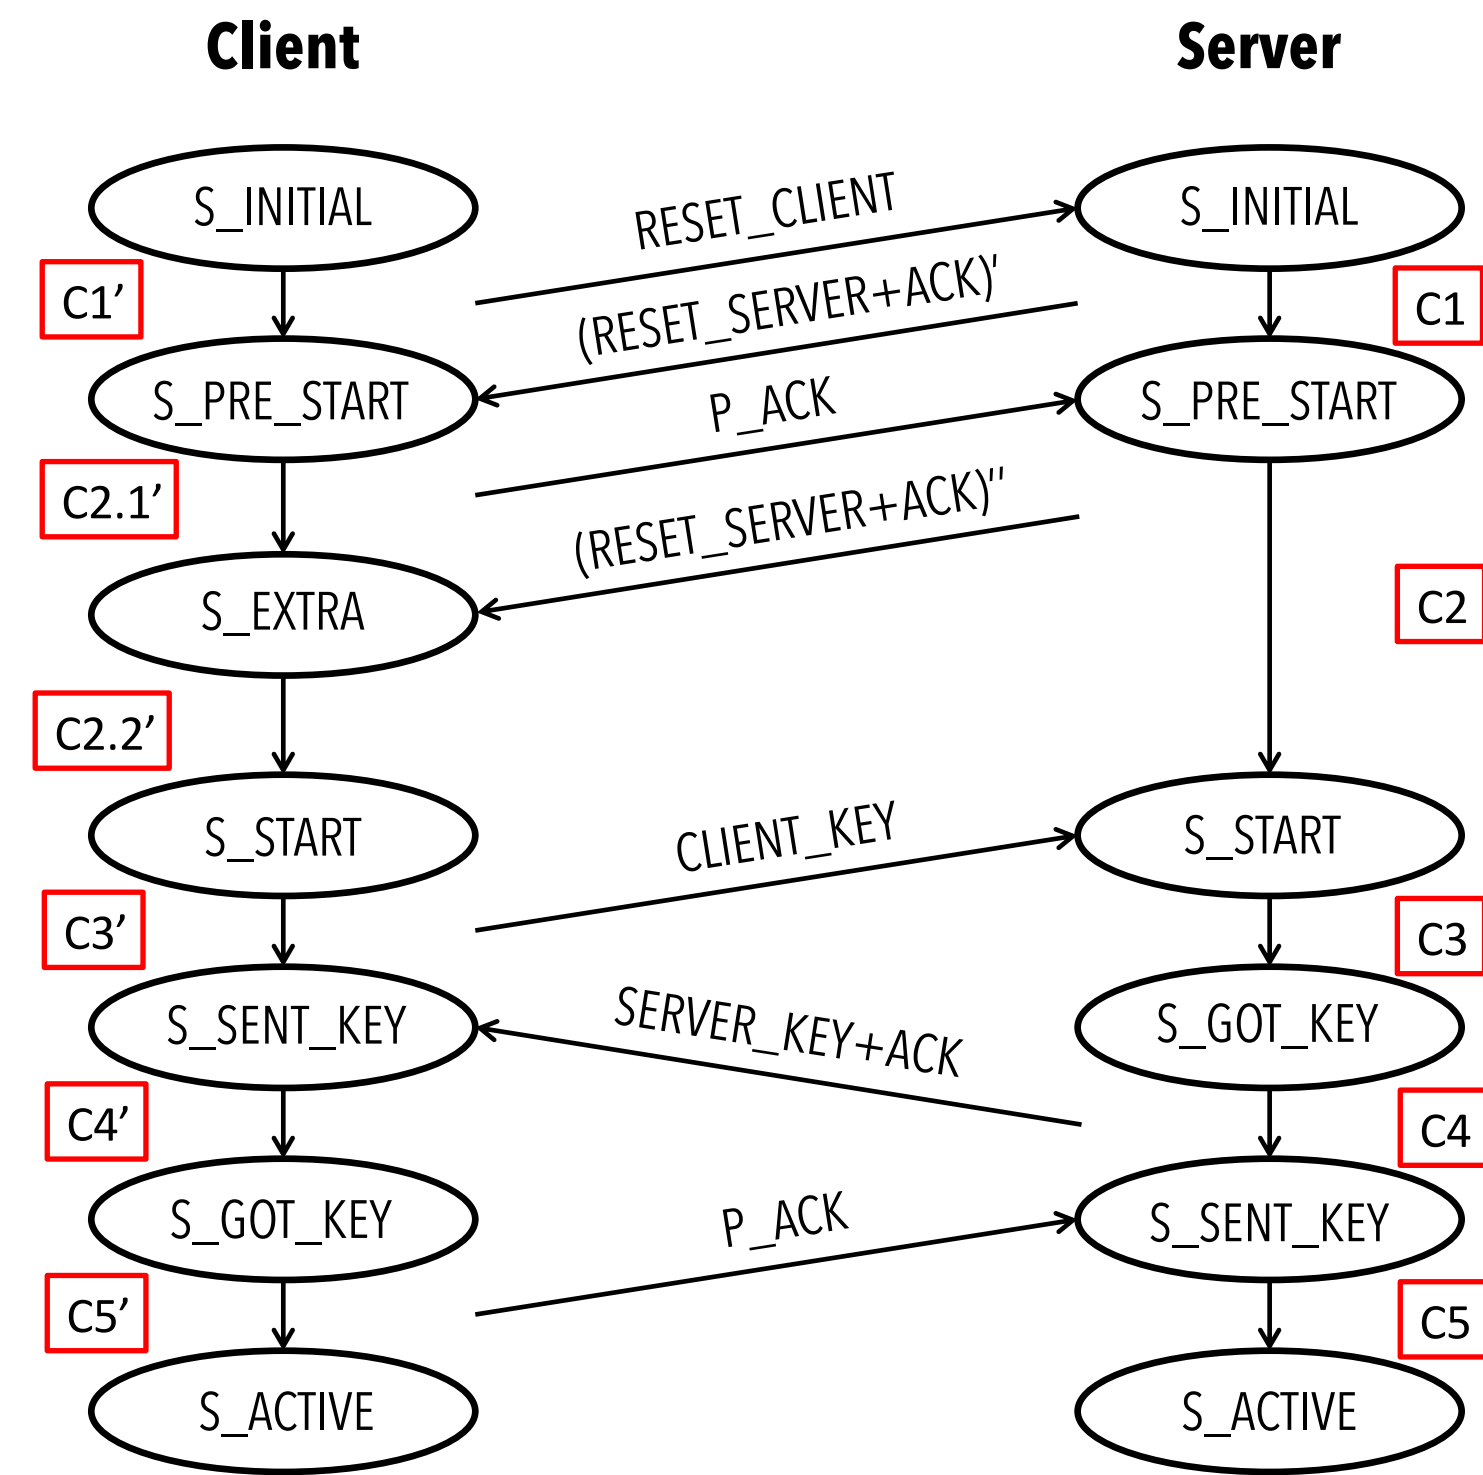 Client
Server
S_INITIAL
RESET_CLIENT
S_INITIAL
C1’
(RESET_SERVER+ACK)'
C1
S_PRE_START
P_ACK
S_PRE_START
C2.1’
(RESET_SERVER+ACK)''
S_EXTRA
C2
C2.2’
S_START
CLIENT_KEY
S_START
C3’
C3
S_SENT_KEY
SERVER_KEY+ACK
S_GOT_KEY
C4’
C4
S_GOT_KEY
P_ACK
S_SENT_KEY
C5’
C5
S_ACTIVE
S_ACTIVE